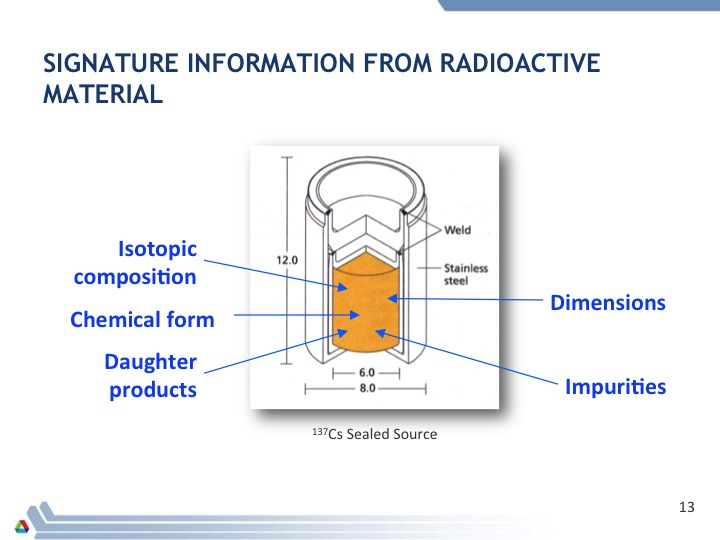 SIGNATURE INFORMATION FROM RADIOACTIVE
MATERIAL
Isotopic
composition
Chemical form
Daughter
products
12.0
Weld
Stainless
steel
6.0
8.0
Dimensions
Impurities
¹³⁷Cs Sealed Source
13